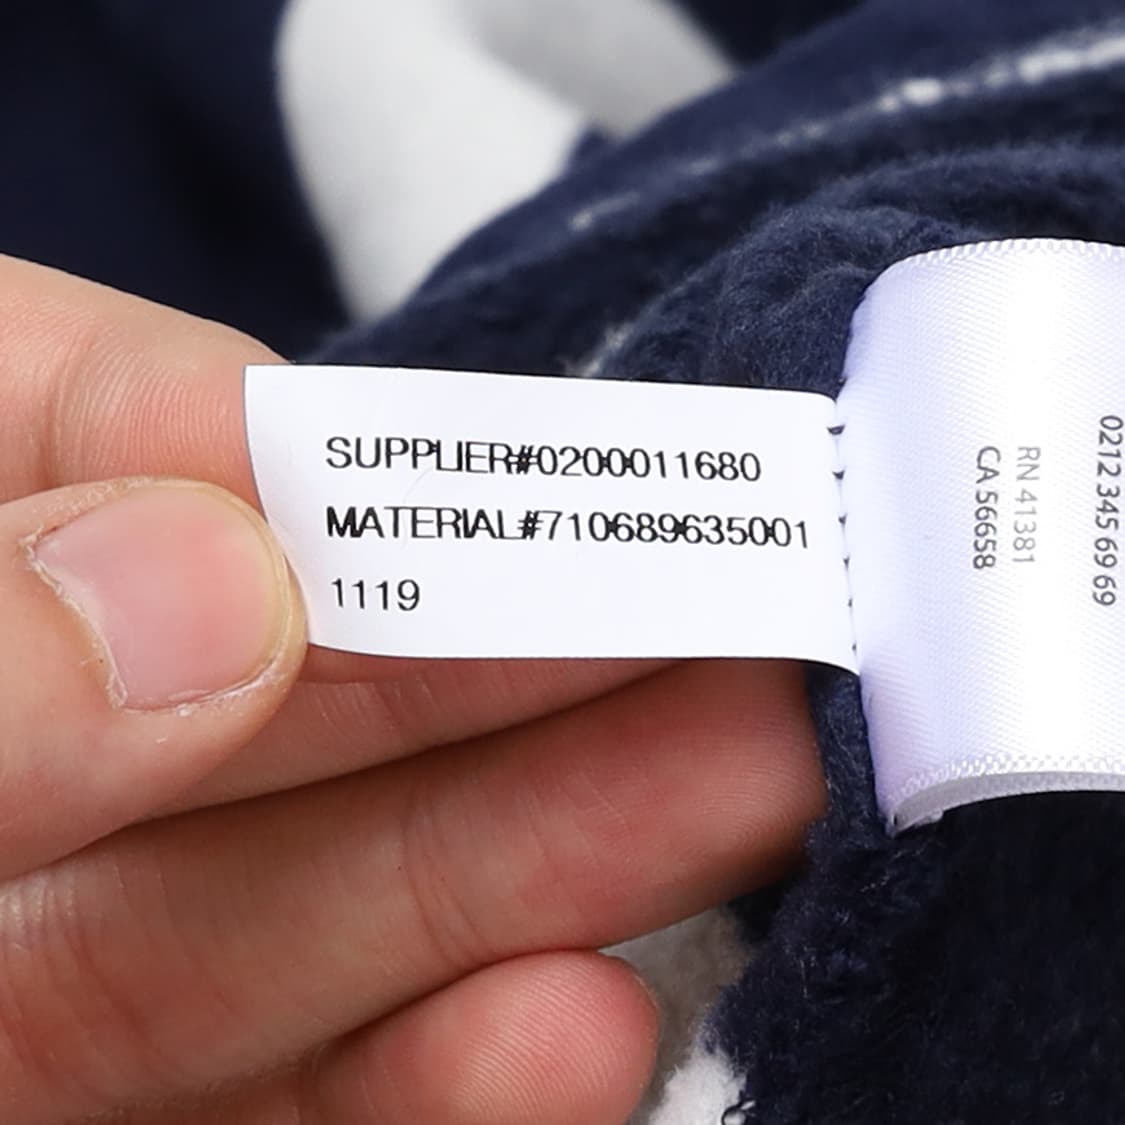 SUPPLIER#0200011680
MATERIAL#710689635001
1119
0212 345 69 69
RN 41381
CA 56658